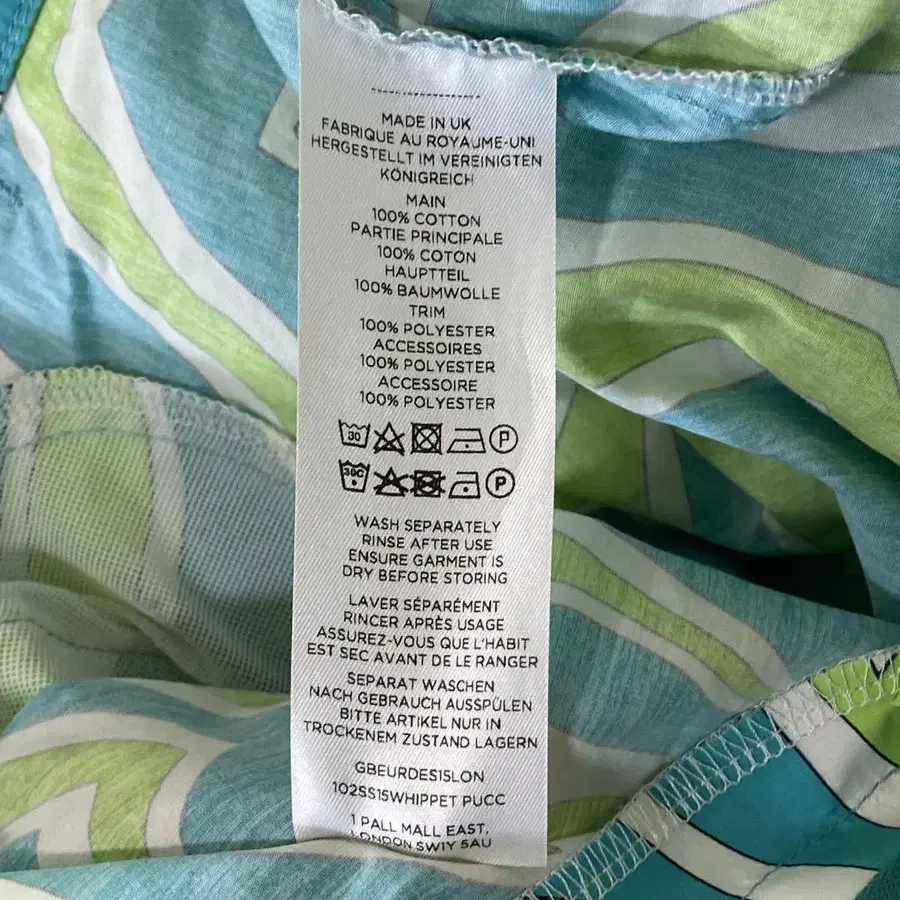 MADE IN UK
FABRIQUE AU ROYAUME-UNI
HERGESTELLT IM VEREINIGTEN
KÖNIGREICH
MAIN
100% COTTON
PARTIE PRINCIPALE
100% COTON
HAUPTTEIL
100% BAUMWOLLE
TRIM
100% POLYESTER
ACCESSOIRES
100% POLYESTER
ACCESSOIRE
100% POLYESTER
30 P
30C P
WASH SEPARATELY
RINSE AFTER USE
ENSURE GARMENT IS
DRY BEFORE STORING
LAVER SÉPARÉMENT
RINCER APRÈS USAGE
ASSUREZ-VOUS QUE L'HABIT
EST SEC AVANT DE LE RANGER
SEPARAT WASCHEN
NACH GEBRAUCH AUSSPÜLEN
BITTE ARTIKEL NUR IN
TROCKENEM ZUSTAND LAGERN
GBEURDES15LON
102SS15WHIPPET PUCC
1 PALL MALL EAST,
LONDON, SW1Y 5AU